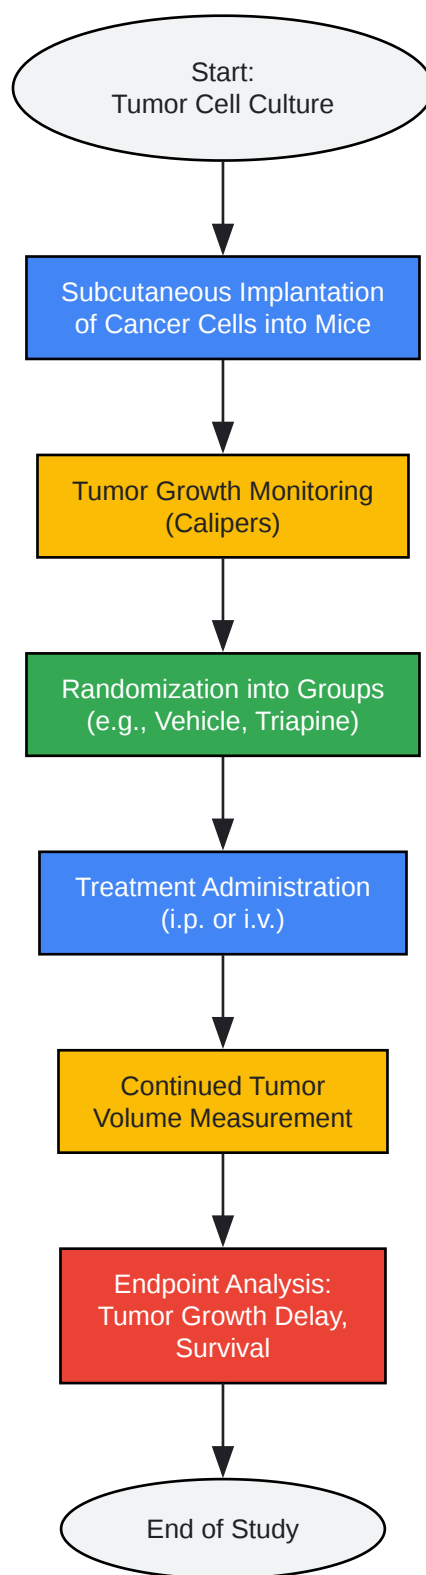 Start:
Tumor Cell Culture
Subcutaneous Implantation
of Cancer Cells into Mice
Tumor Growth Monitoring
(Calipers)
Randomization into Groups
(e.g., Vehicle, Triapine)
Treatment Administration
(i.p. or i.v.)
Continued Tumor
Volume Measurement
Endpoint Analysis:
Tumor Growth Delay,
Survival
End of Study